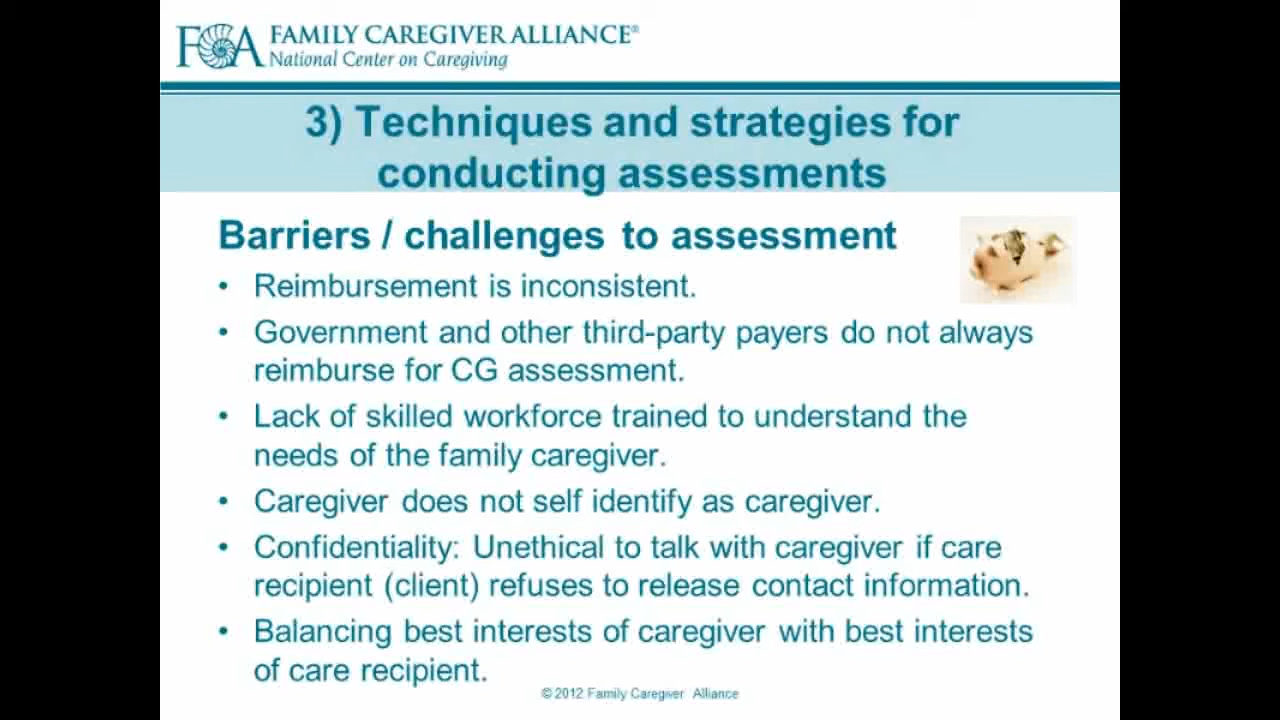 FCA FAMILY CAREGIVER ALLIANCE®
National Center on Caregiving
3) Techniques and strategies for
conducting assessments
Barriers / challenges to assessment
• Reimbursement is inconsistent.
• Government and other third-party payers do not always
reimburse for CG assessment.
• Lack of skilled workforce trained to understand the
needs of the family caregiver.
• Caregiver does not self identify as caregiver.
• Confidentiality: Unethical to talk with caregiver if care
recipient (client) refuses to release contact information.
• Balancing best interests of caregiver with best interests
of care recipient.
© 2012 Family Caregiver Alliance